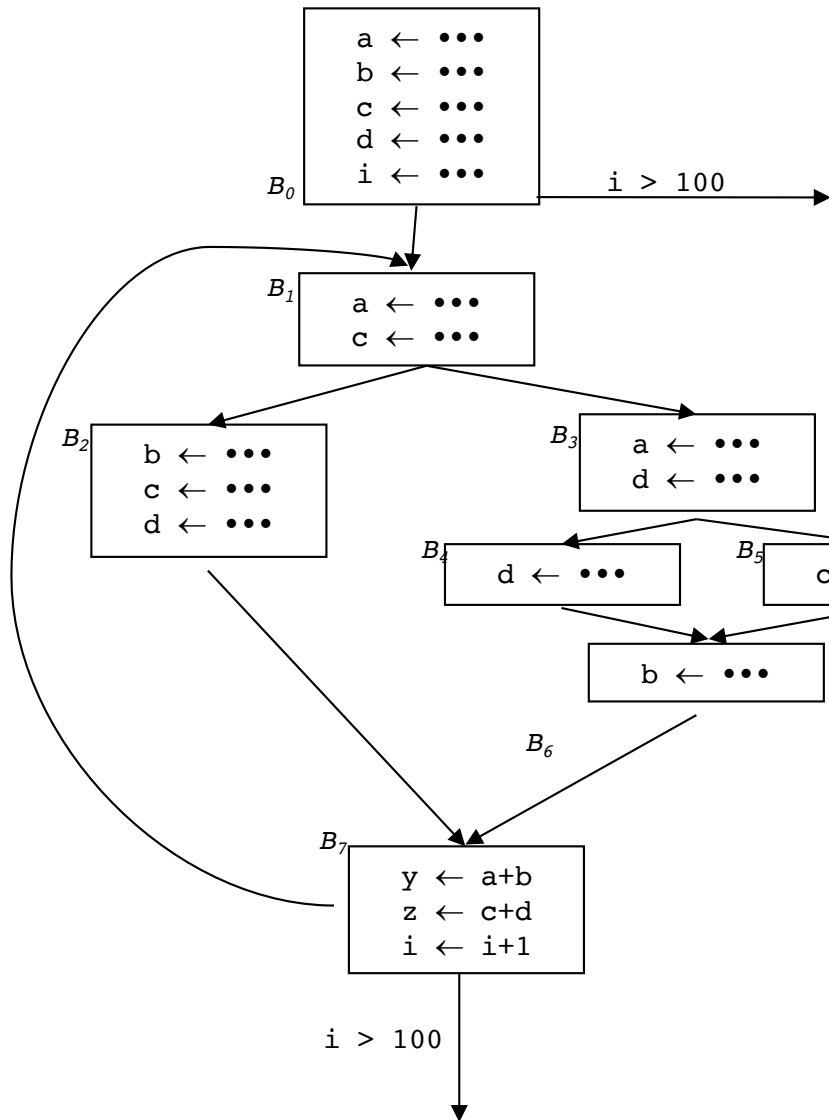 a ← •••
b ← •••
c ← •••
d ← •••
i ← •••
B₀
i > 100
B₁
a ← •••
c ← •••
B₂
b ← •••
c ← •••
d ← •••
B₃
a ← •••
d ← •••
B₄
d ← •••
B₅
c
b ← •••
B₆
B₇
y ← a+b
z ← c+d
i ← i+1
i > 100